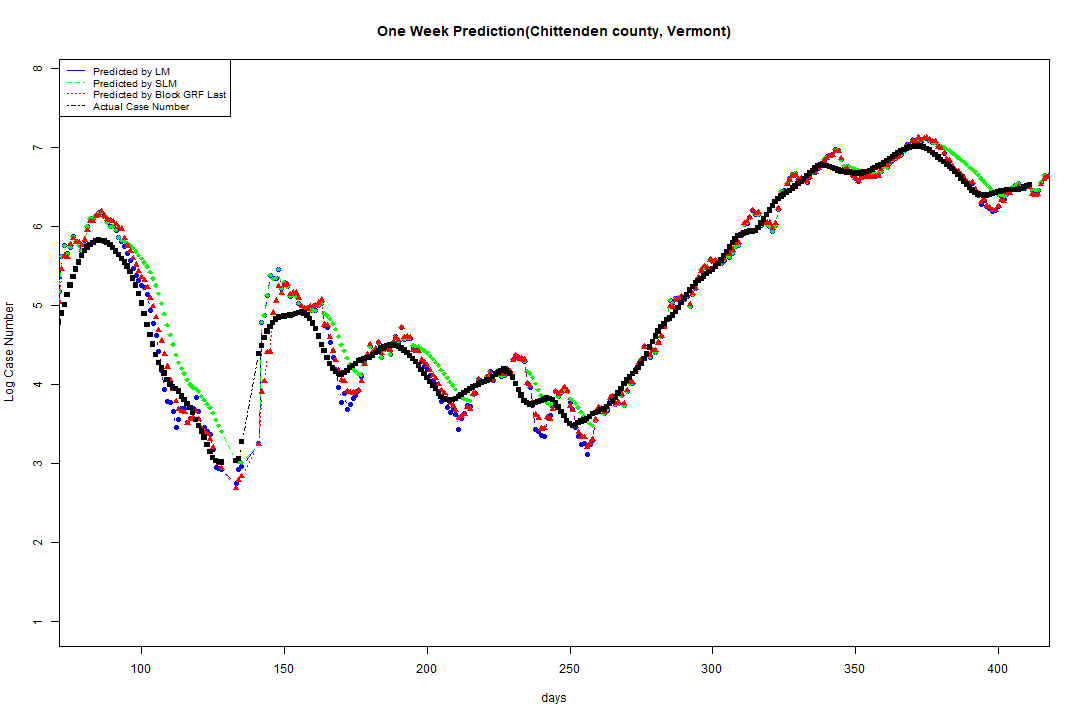 One Week Prediction(Chittenden county, Vermont)
Predicted by LM
Predicted by SLM
Predicted by Block GRF Last
Actual Case Number
Log Case Number
8
7
6
5
4
3
2
1
100 150 200 250 300 350 400
days